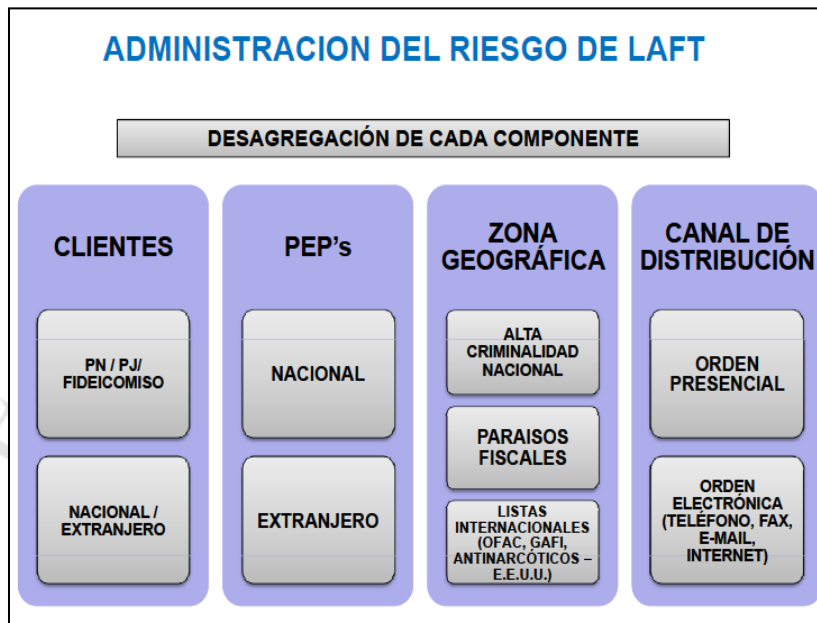 ADMINISTRACION DEL RIESGO DE LAFT
DESAGREGACIÓN DE CADA COMPONENTE
CLIENTES
PN / PJ/
FIDEICOMISO
NACIONAL /
EXTRANJERO
PEP's
NACIONAL
EXTRANJERO
ZONA
GEOGRÁFICA
ALTA
CRIMINALIDAD
NACIONAL
PARAISOS
FISCALES
LISTAS
INTERNACIONALES
(OFAC, GAFI,
ANTINARCÓTICOS –
E.E.U.U.)
CANAL DE
DISTRIBUCIÓN
ORDEN
PRESENCIAL
ORDEN
ELECTRÓNICA
(TELÉFONO, FAX,
E-MAIL,
INTERNET)